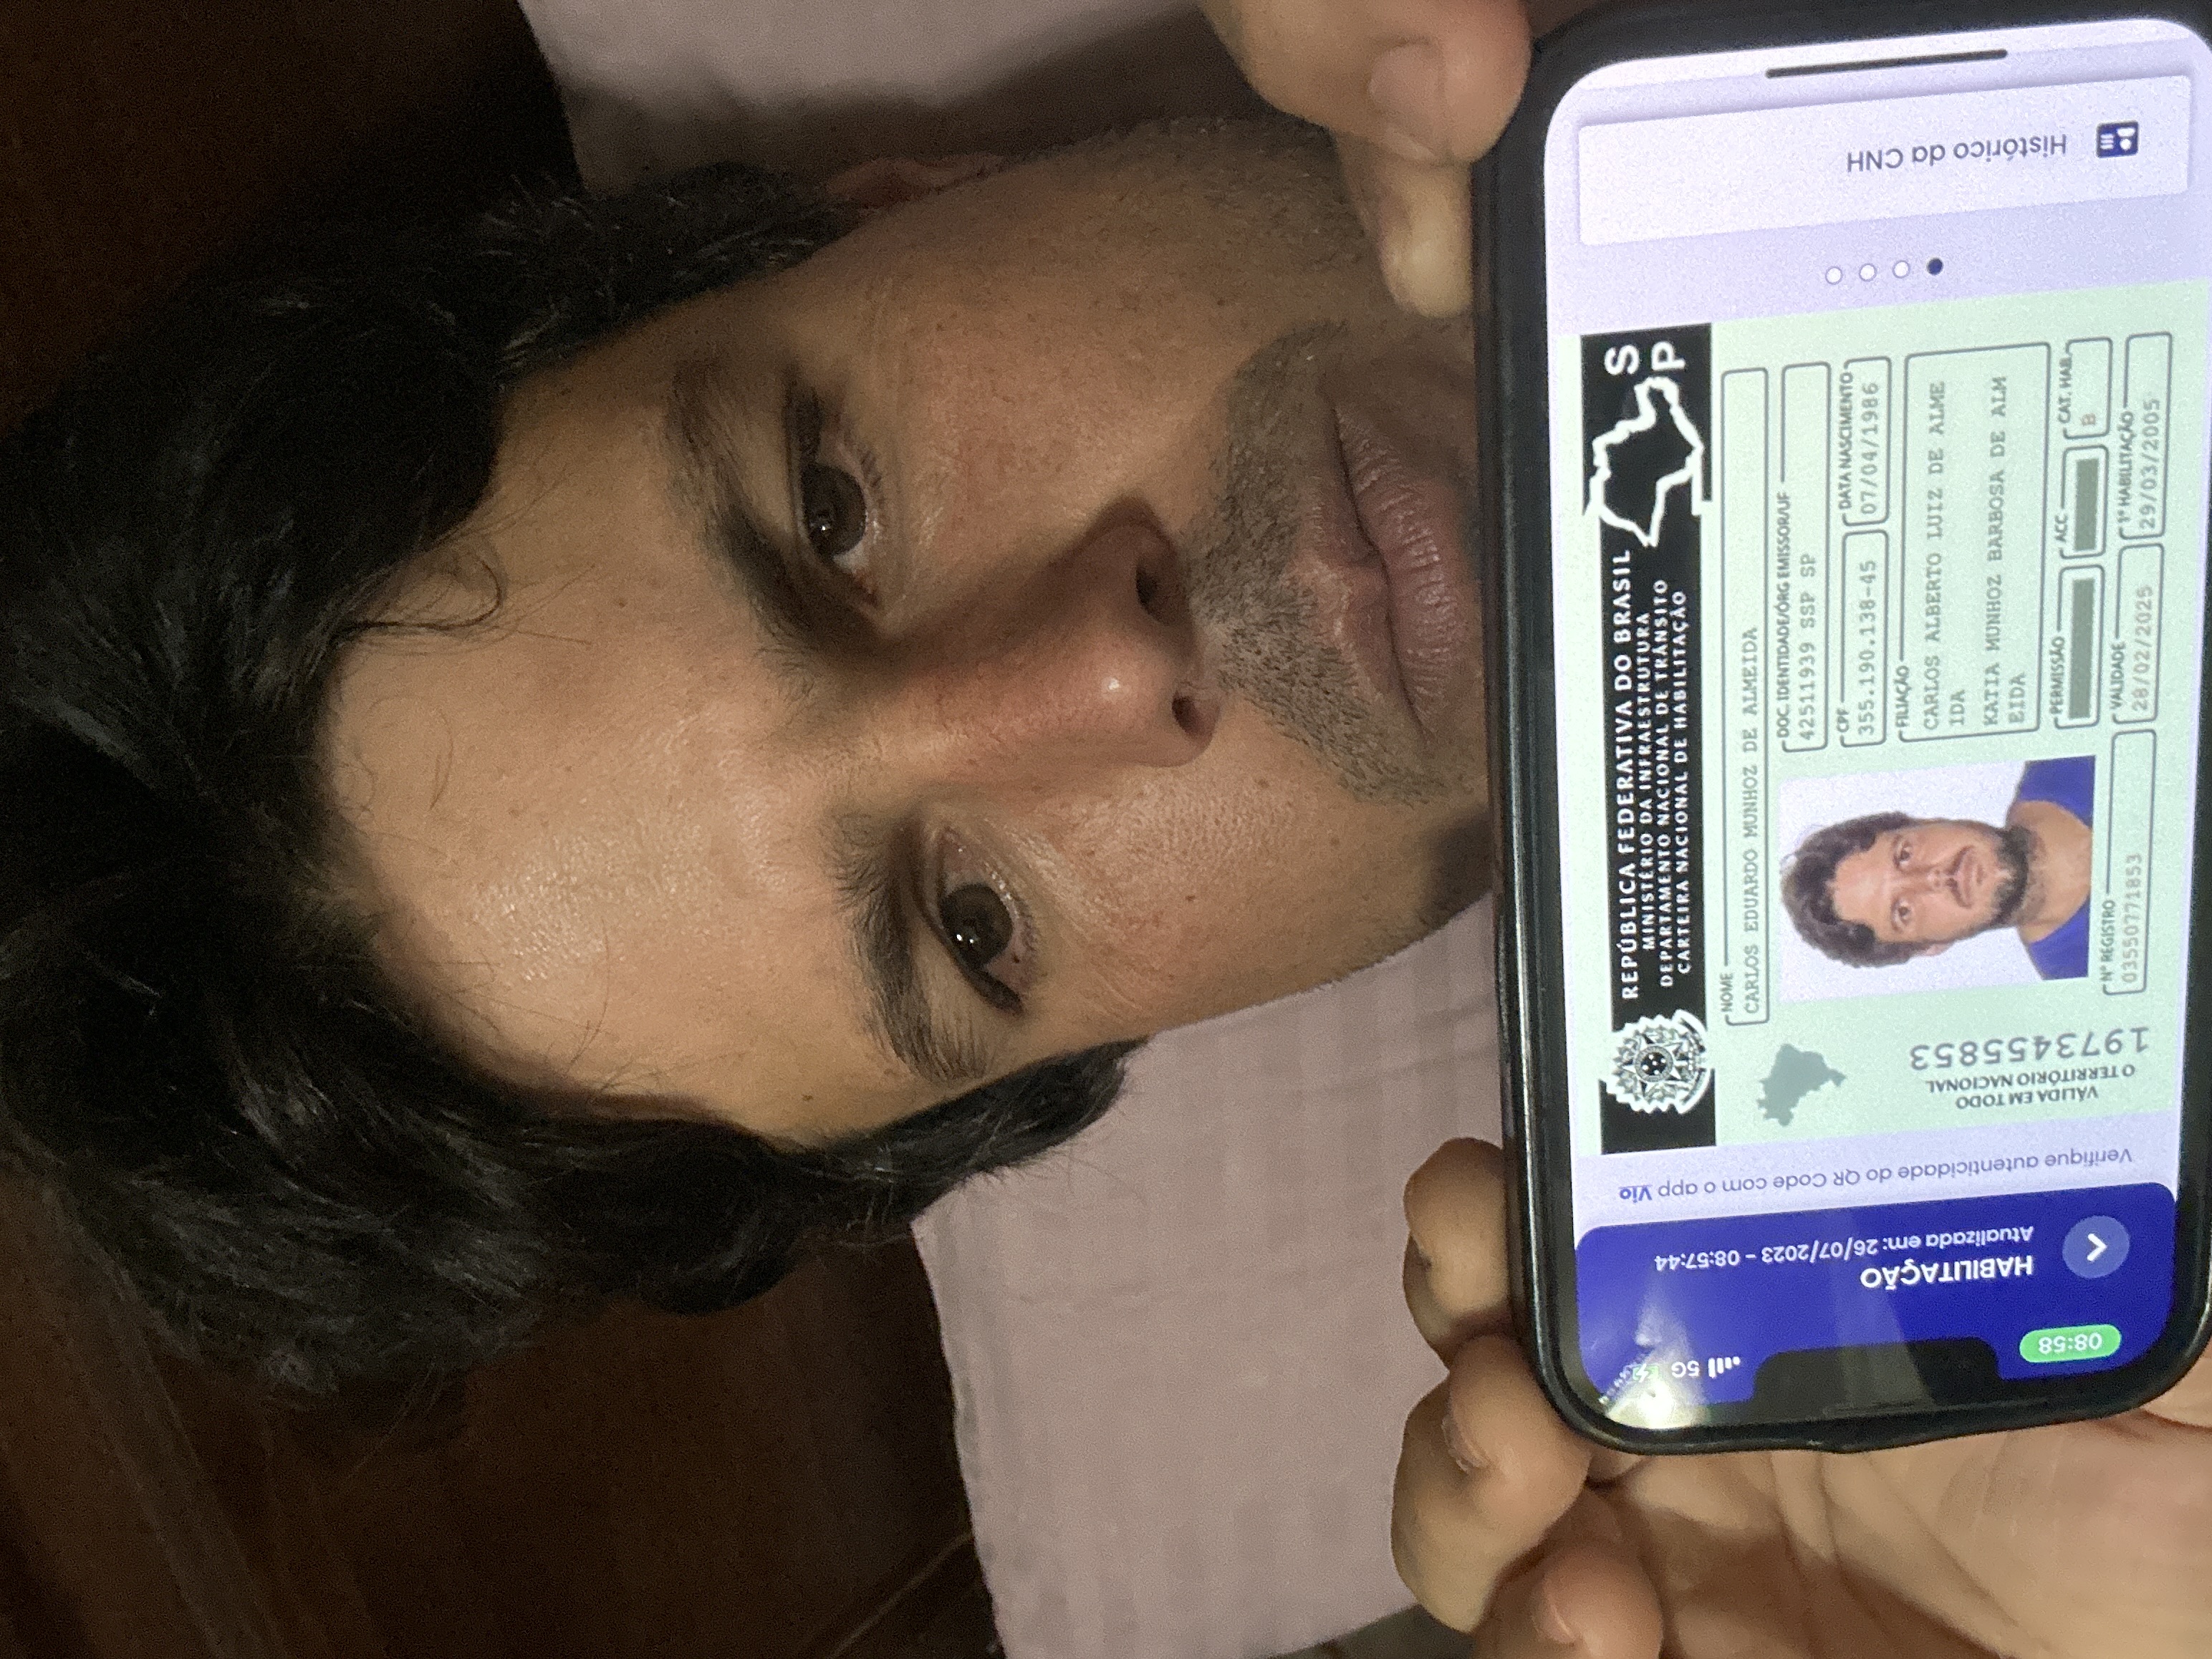 08:58
5G
HABILITAÇÃO
Atualizada em: 26/07/2023 - 08:57:44
Verifique autenticidade do QR Code com o app Vio
REPÚBLICA FEDERATIVA DO BRASIL
MINISTÉRIO DA INFRAESTRUTURA
DEPARTAMENTO NACIONAL DE TRÂNSITO
CARTEIRA NACIONAL DE HABILITAÇÃO
SP
VÁLIDA EM TODO
O TERRITÓRIO NACIONAL
1973455853
NOME
CARLOS EDUARDO MUNHOZ DE ALMEIDA
DOC. IDENTIDADE/ÓRG EMISSOR/UF
42511939 SSP SP
CPF
355.190.138-45
DATA NASCIMENTO
07/04/1986
FILIAÇÃO
CARLOS ALBERTO LUIZ DE ALME
IDA
KATIA MUNHOZ BARBOSA DE ALM
EIDA
PERMISSÃO
ACC
CAT. HAB.
B
Nº REGISTRO
03550771853
VALIDADE
28/02/2025
1ª HABILITAÇÃO
29/03/2005
Histórico da CNH